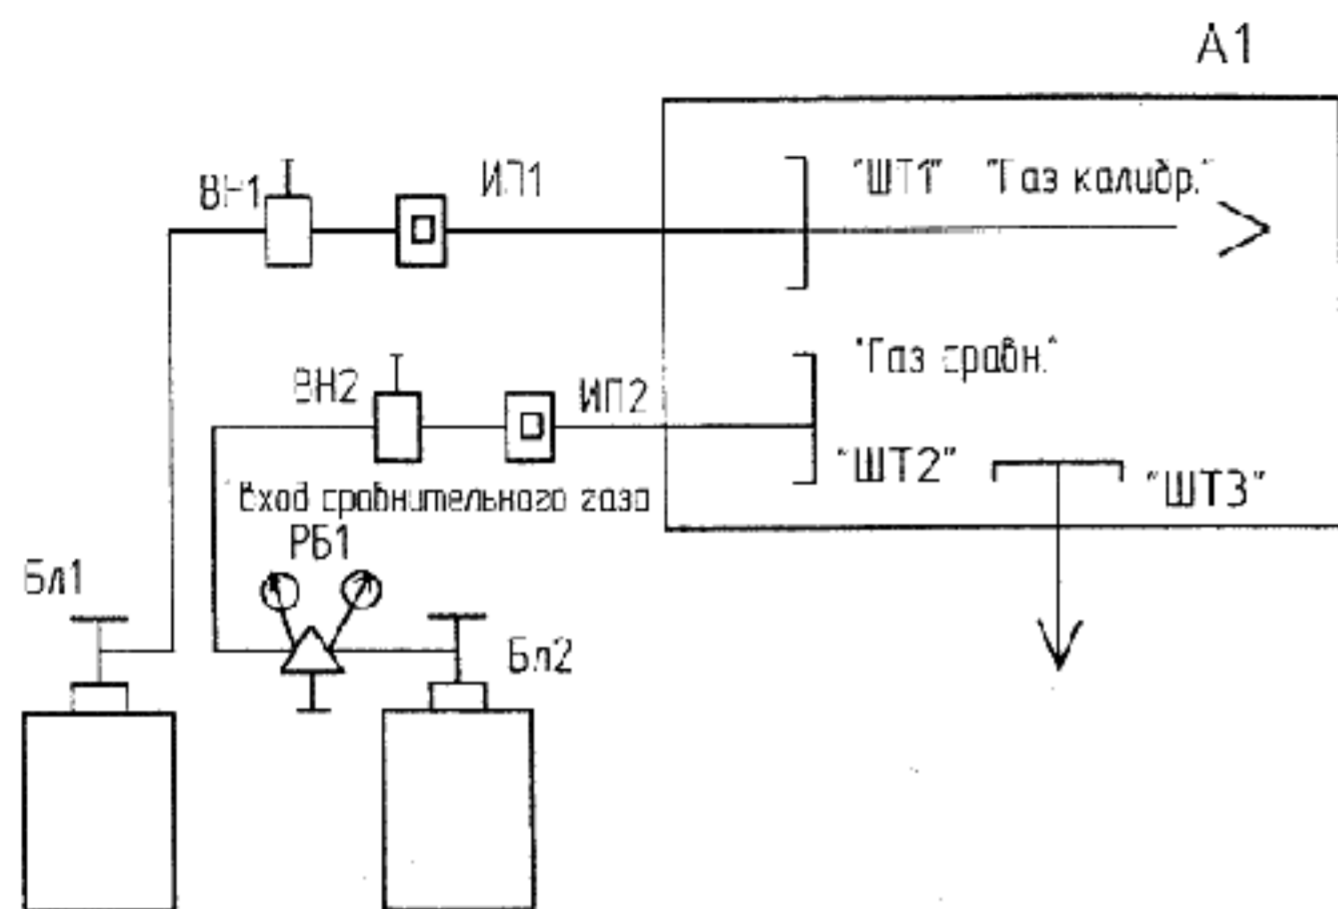 А1
ВН1
ИП1
"ШТ1" "Газ калибр."
ВН2
ИП2
"Газ сравн."
"ШТ2"
"ШТ3"
Вход сравнительного газа
РБ1
Бл1
Бл2